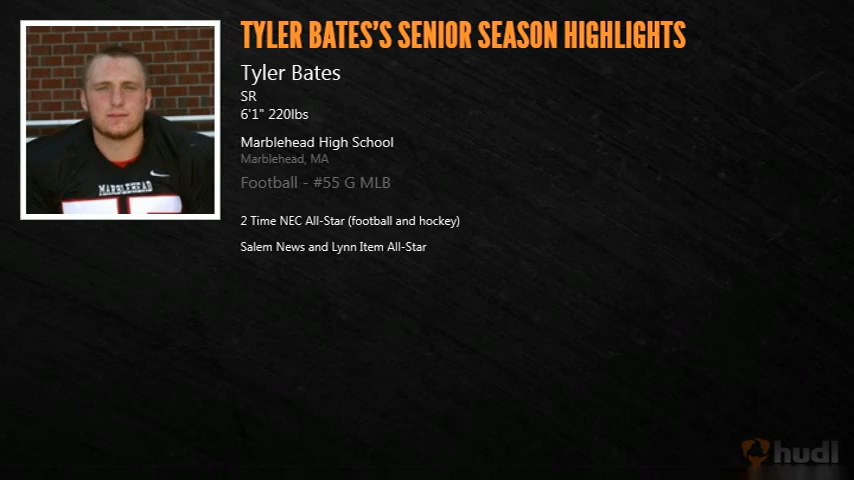 TYLER BATES'S SENIOR SEASON HIGHLIGHTS
Tyler Bates
SR
6'1" 220lbs
Marblehead High School
Marblehead, MA
Football - #55 G MLB
2 Time NEC All-Star (football and hockey)
Salem News and Lynn Item All-Star
MARBLEHEAD
hudl